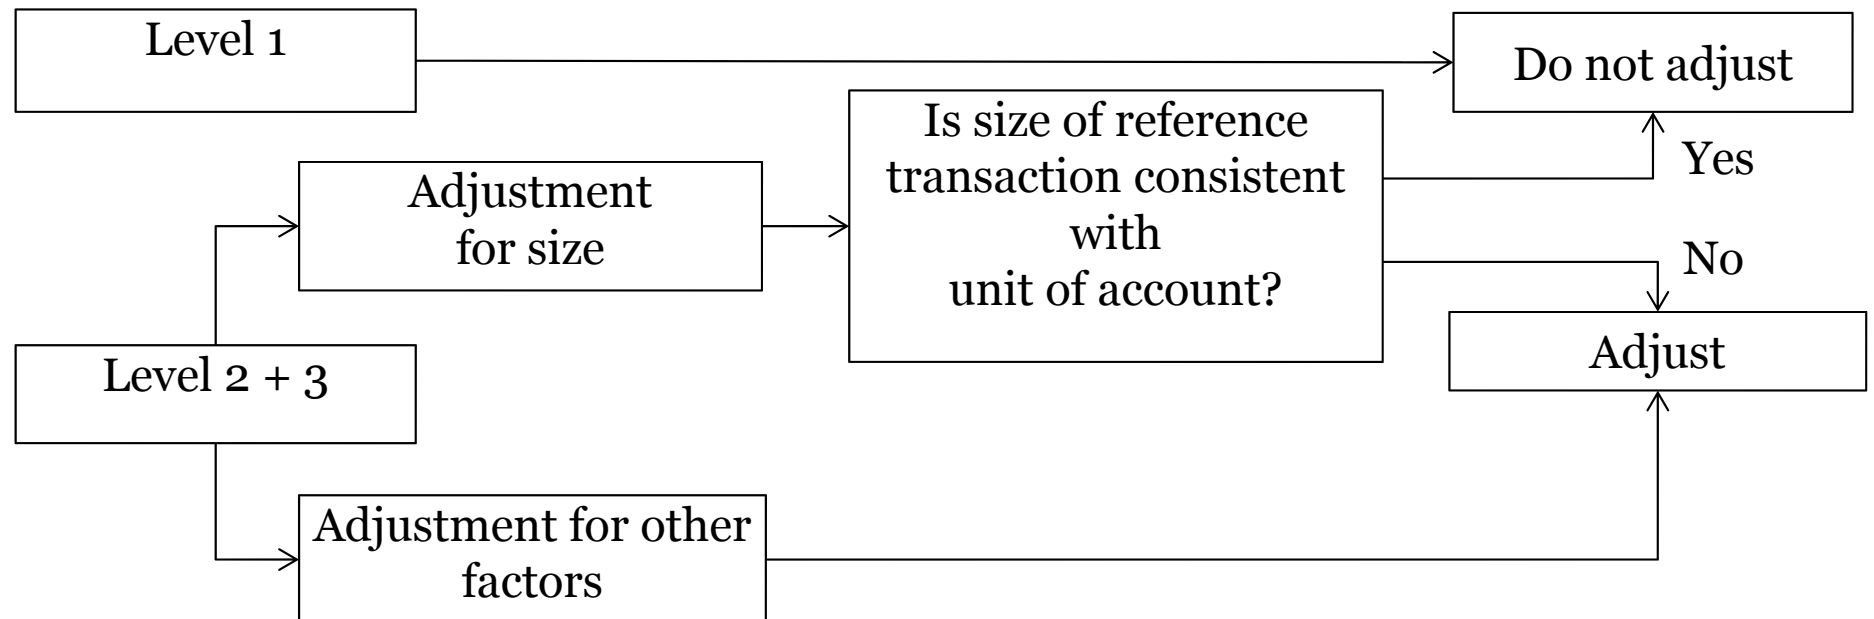 Level 1
Do not adjust
Is size of reference
transaction consistent
with
unit of account?
Yes
Adjustment
for size
No
Level 2 + 3
Adjust
Adjustment for other
factors